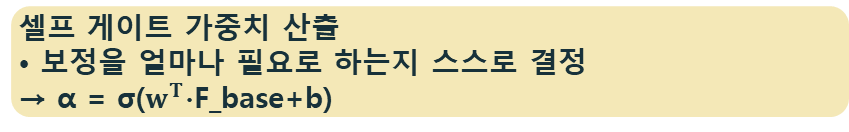 셀프 게이트 가중치 산출
• 보정을 얼마나 필요로 하는지 스스로 결정
→ α = σ(wᵀ·F_base+b)